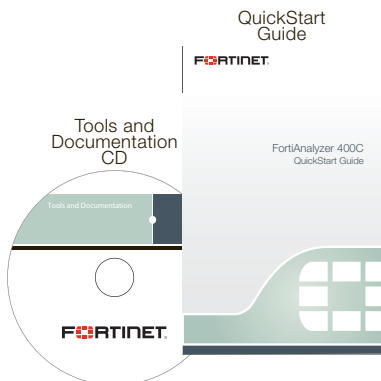 QuickStart
Guide
FORTINET
FortiAnalyzer 400C
QuickStart Guide
Tools and
Documentation
CD
Tools and Documentation
FORTINET